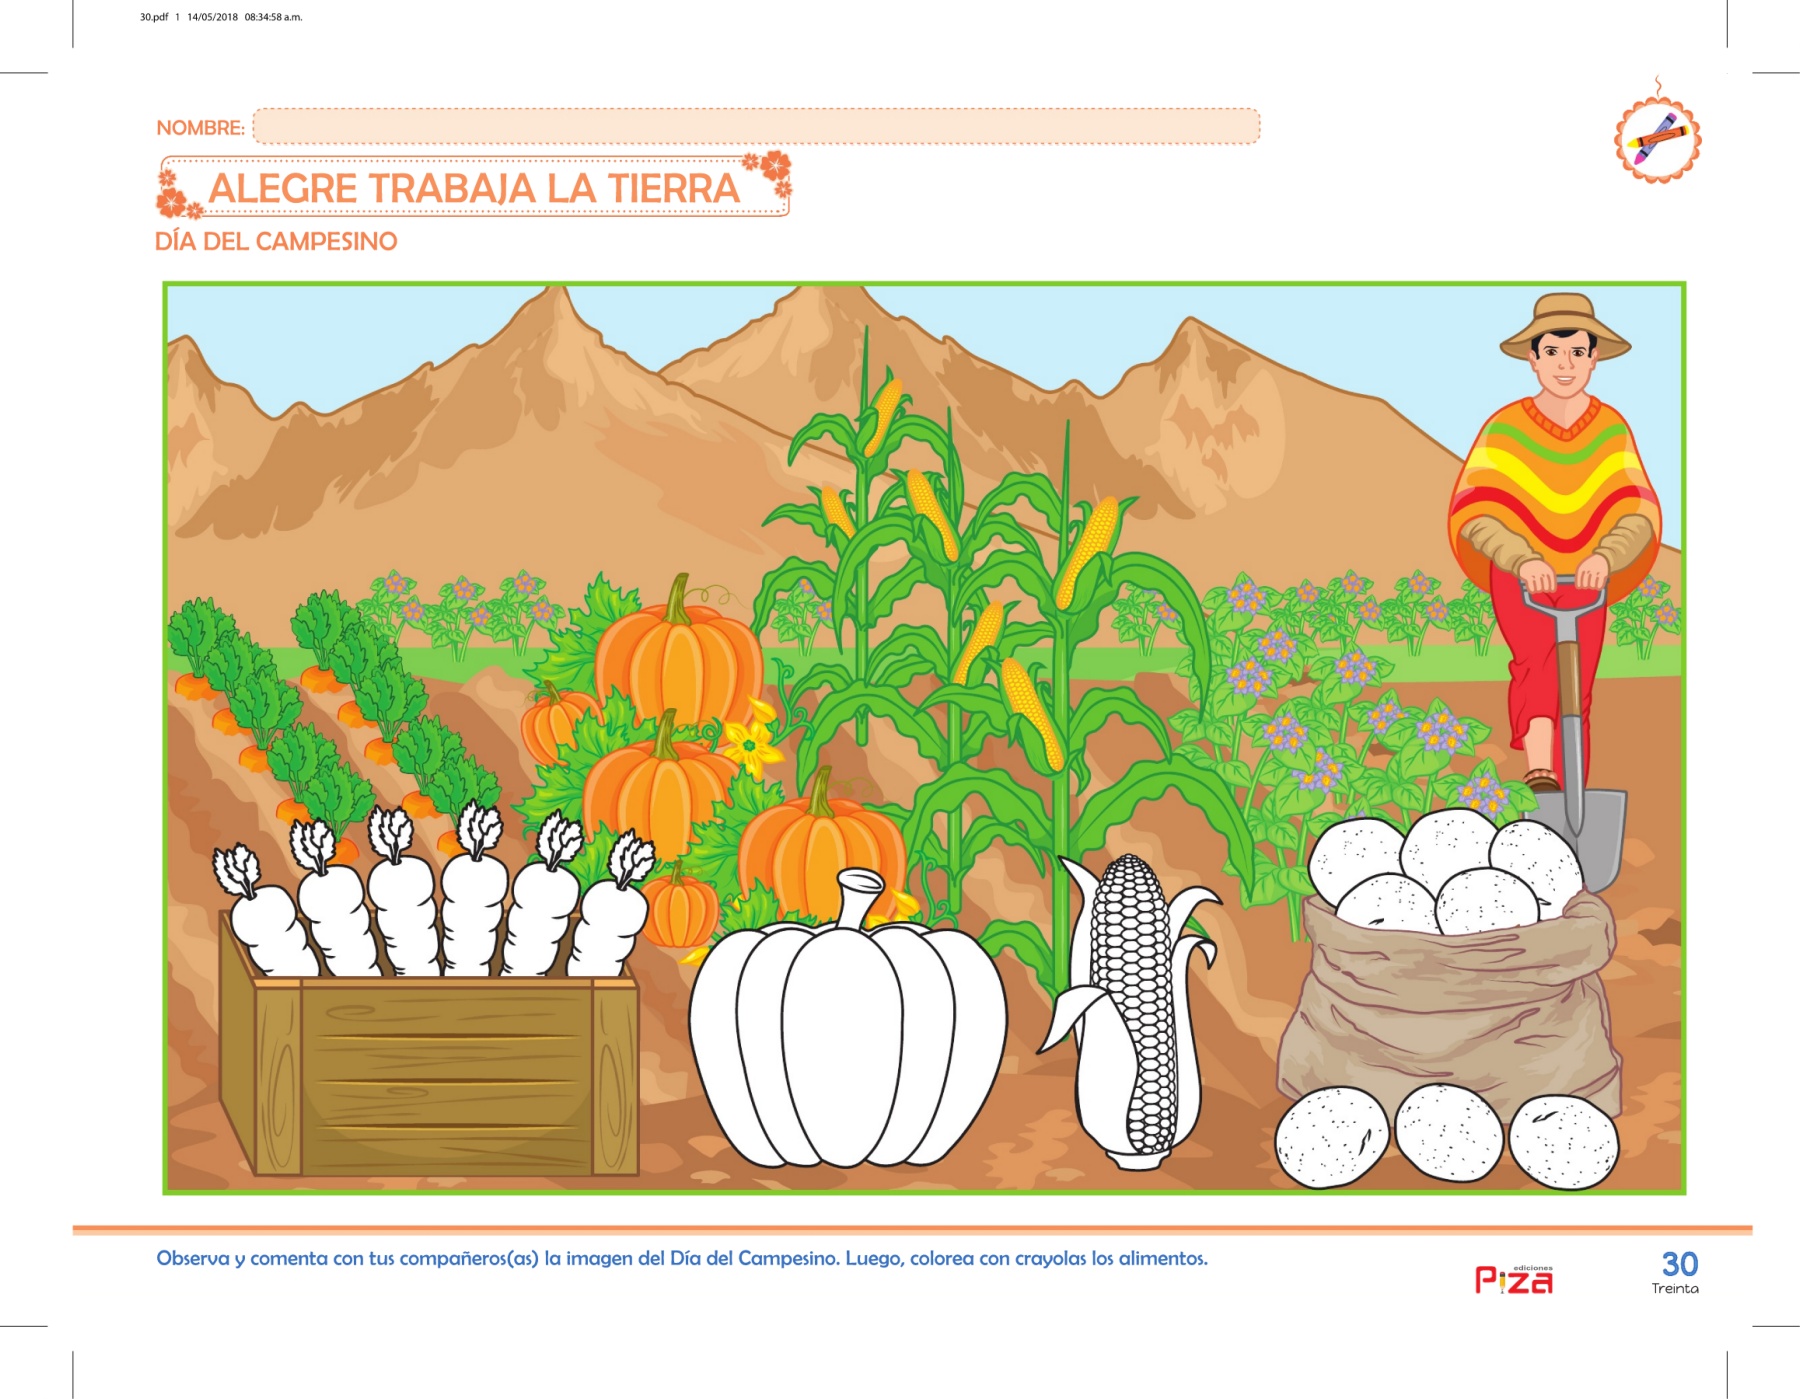 30.pdf 1 14/05/2018 08:34:58 a.m.
NOMBRE:
ALEGRE TRABAJA LA TIERRA
DÍA DEL CAMPESINO
Observa y comenta con tus compañeros(as) la imagen del Día del Campesino. Luego, colorea con crayolas los alimentos.
ediciones
Piza
30
Treinta